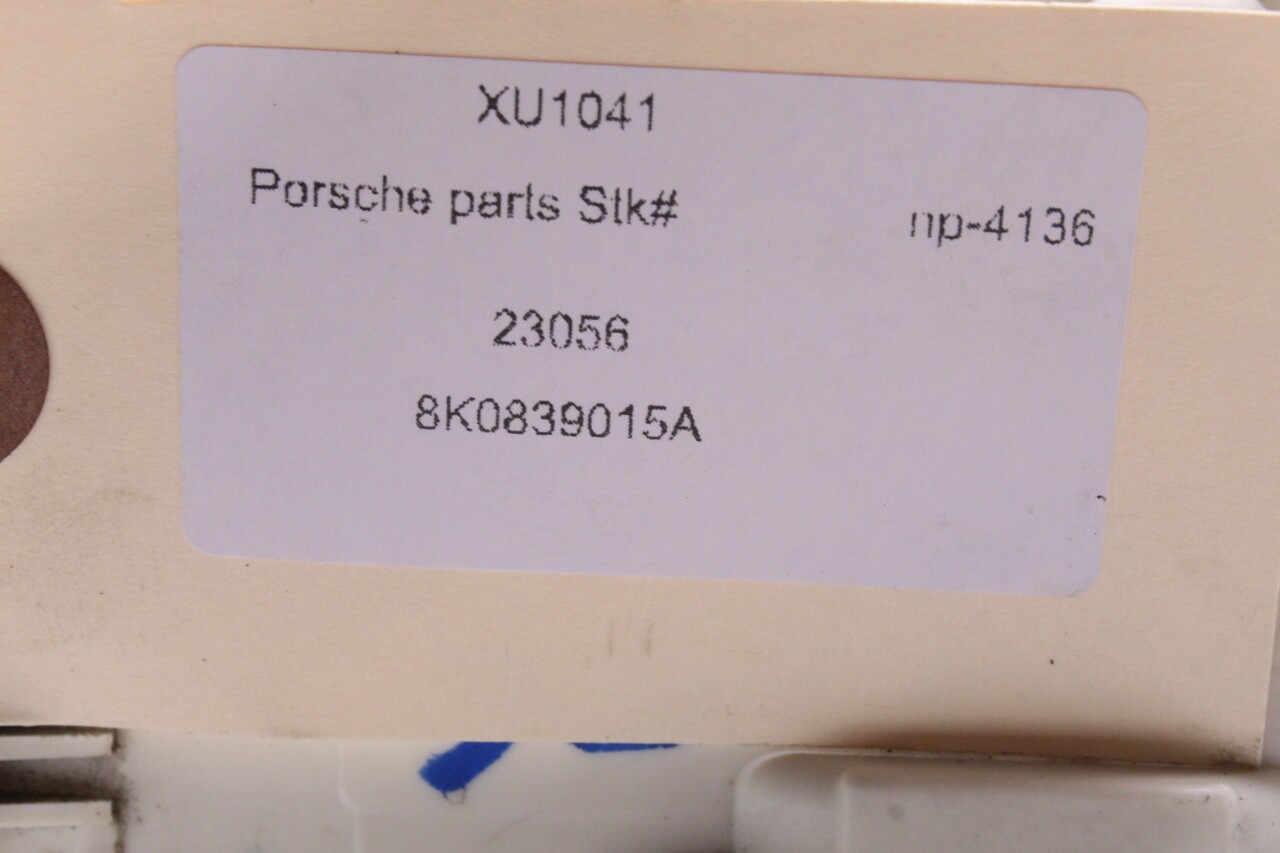 XU1041
Porsche parts Stk# np-4136
23056
8K0839015A